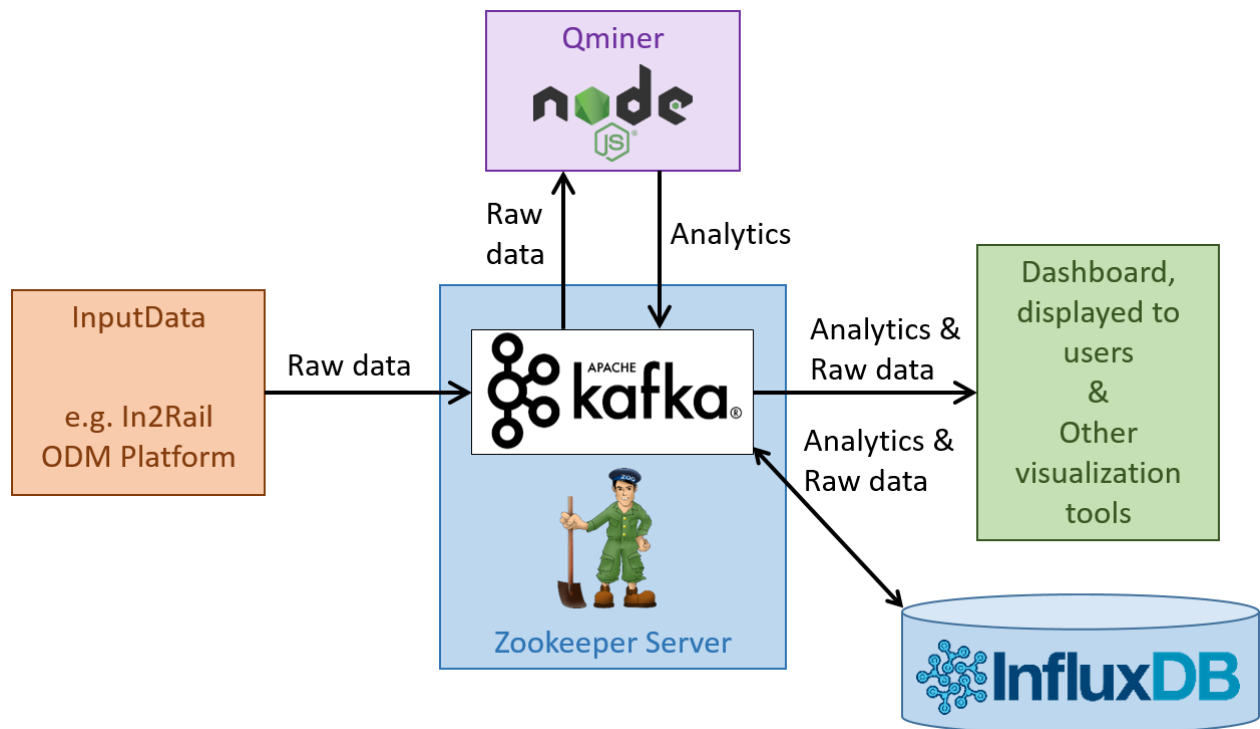 Qminer
node
JS
Raw
data
Analytics
InputData
e.g. In2Rail
ODM Platform
Raw data
APACHE
kafka®
ZOO
Zookeeper Server
Analytics &
Raw data
Analytics &
Raw data
Dashboard,
displayed to
users
&
Other
visualization
tools
InfluxDB